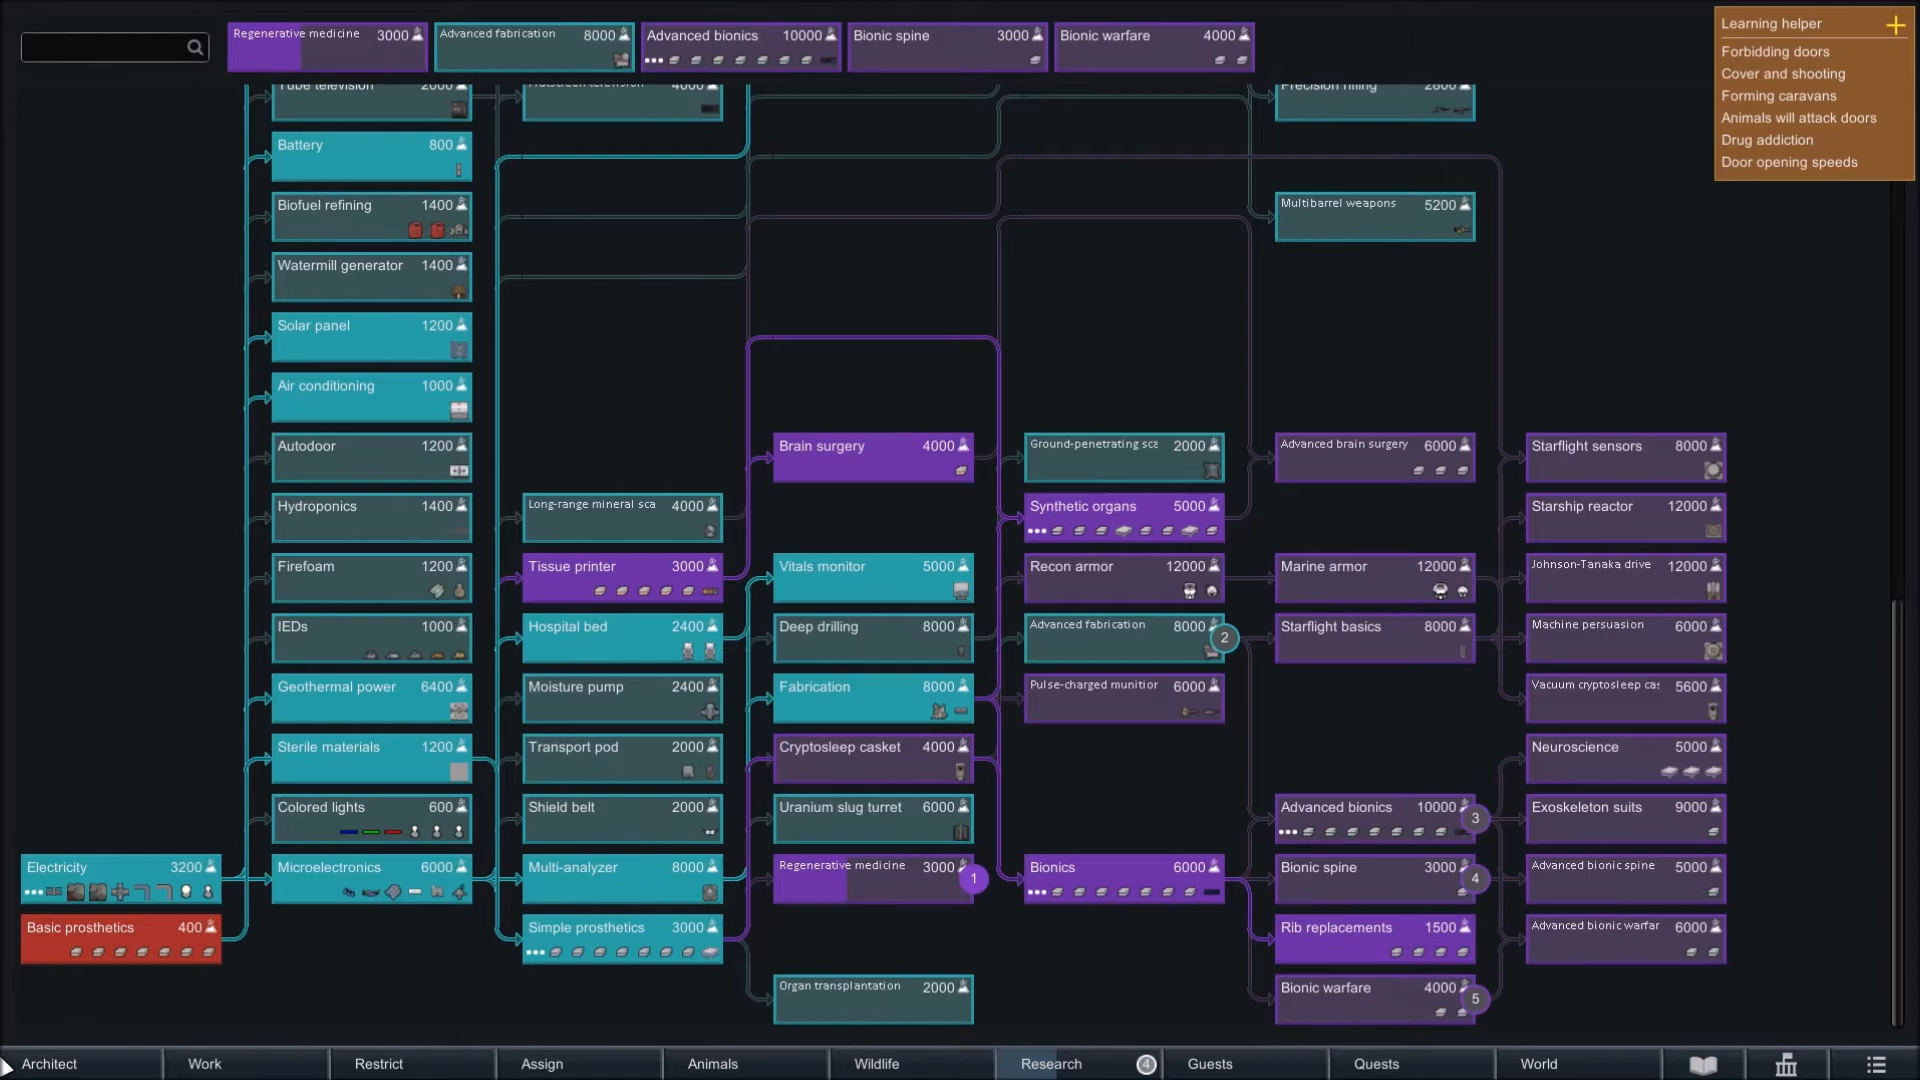 Regenerative medicine 3000
Advanced fabrication 8000
Advanced bionics 10000
Bionic spine 3000
Bionic warfare 4000
Learning helper
Forbidding doors
Cover and shooting
Forming caravans
Animals will attack doors
Drug addiction
Door opening speeds
Tube television 2000
Flatscreen television 4000
Precision rifling 2800
Battery 800
Biofuel refining 1400
Multibarrel weapons 5200
Watermill generator 1400
Solar panel 1200
Air conditioning 1000
Autodoor 1200
Brain surgery 4000
Ground-penetrating sca 2000
Advanced brain surgery 6000
Starflight sensors 8000
Hydroponics 1400
Long-range mineral sca 4000
Synthetic organs 5000
Starship reactor 12000
Firefoam 1200
Tissue printer 3000
Vitals monitor 5000
Recon armor 12000
Marine armor 12000
Johnson-Tanaka drive 12000
IEDs 1000
Hospital bed 2400
Deep drilling 8000
Advanced fabrication 8000 2
Starflight basics 8000
Machine persuasion 6000
Geothermal power 6400
Moisture pump 2400
Fabrication 8000
Pulse-charged munition 6000
Vacuum cryptosleep cas 5600
Sterile materials 1200
Transport pod 2000
Cryptosleep casket 4000
Neuroscience 5000
Colored lights 600
Shield belt 2000
Uranium slug turret 6000
Advanced bionics 10000 3
Exoskeleton suits 9000
Electricity 3200
Microelectronics 6000
Multi-analyzer 8000
Regenerative medicine 3000 1
Bionics 6000
Bionic spine 3000 4
Advanced bionic spine 5000
Basic prosthetics 400
Simple prosthetics 3000
Rib replacements 1500
Advanced bionic warfar 6000
Organ transplantation 2000
Bionic warfare 4000 5
Architect
Work
Restrict
Assign
Animals
Wildlife
Research 4
Guests
Quests
World